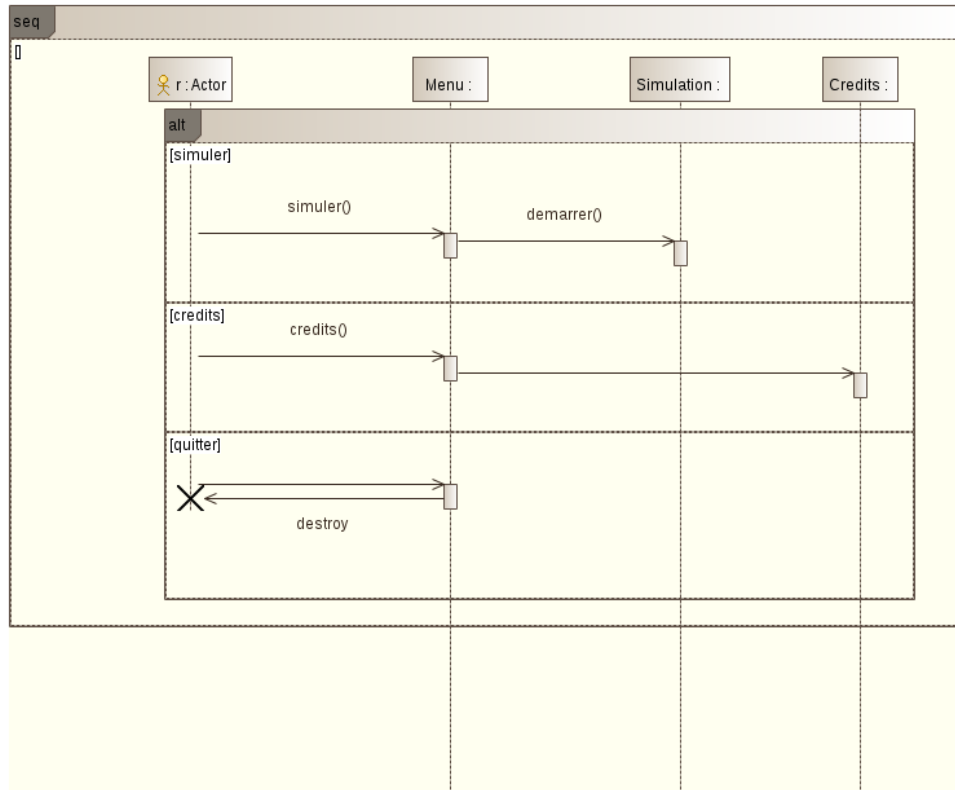 seq
[]
r : Actor
Menu :
Simulation :
Credits :
alt
[simuler]
simuler()
demarrer()
[credits]
credits()
[quitter]
destroy